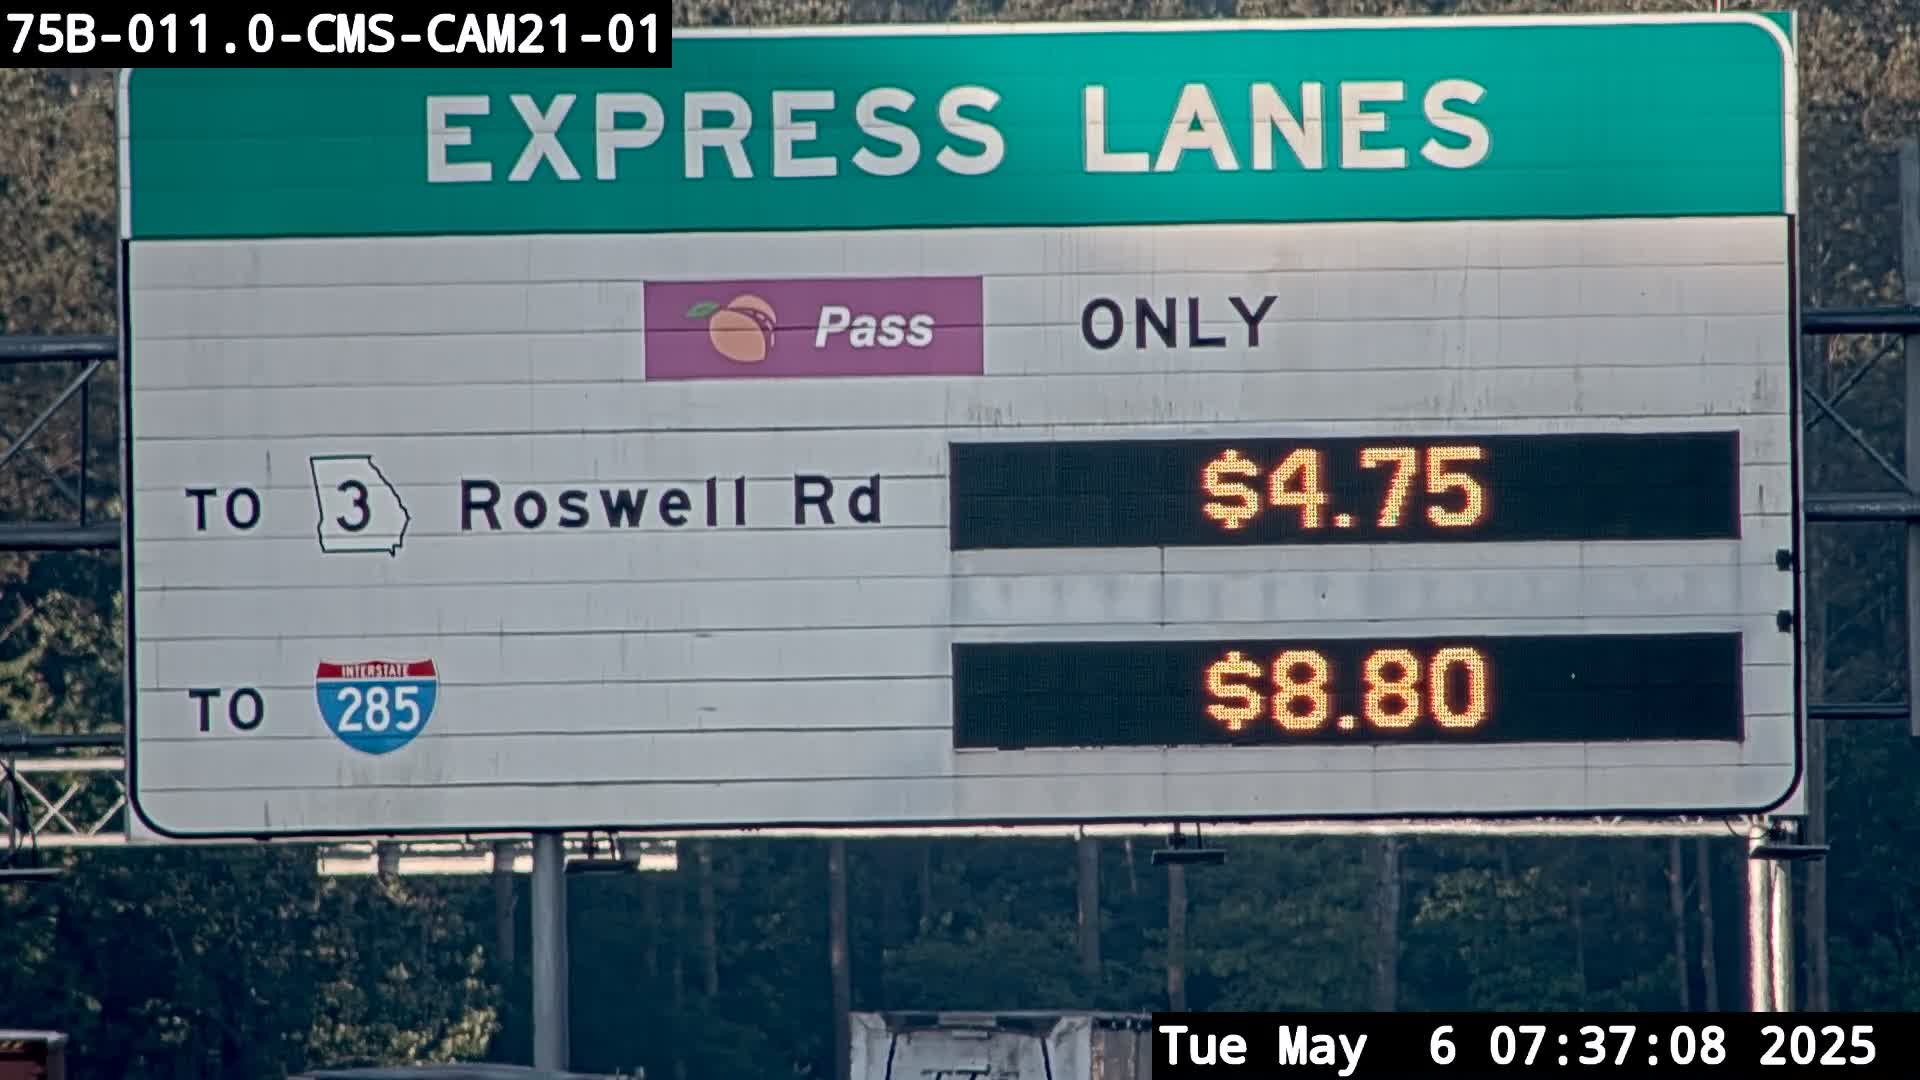 75B-011.0-CMS-CAM21-01
EXPRESS LANES
Pass ONLY
TO 3 Roswell Rd $4.75
INTERSTATE
TO 285 $8.80
Tue May 6 07:37:08 2025